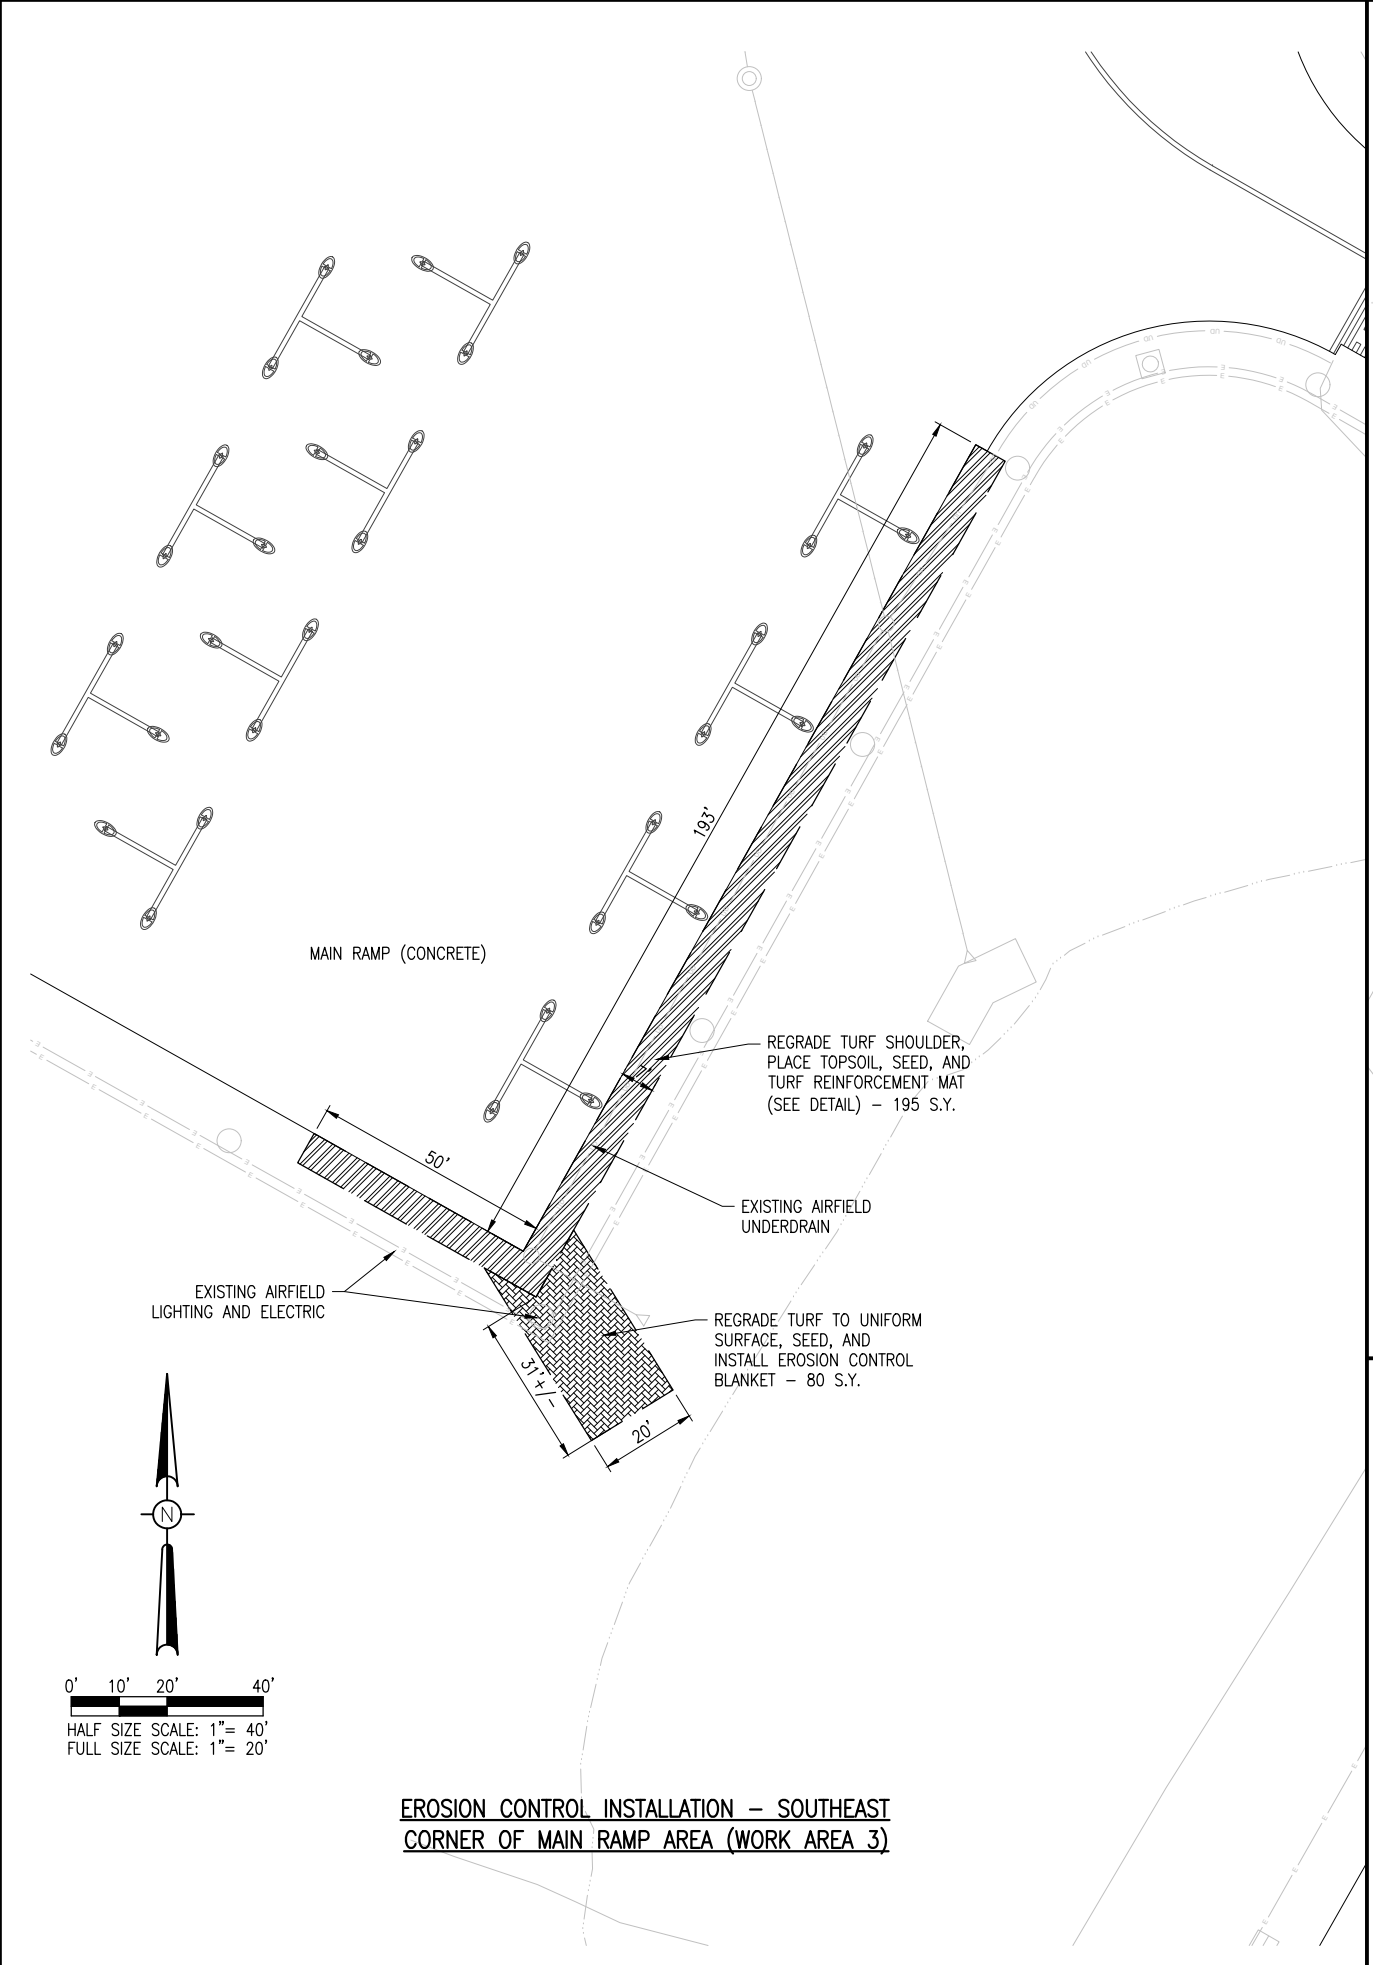 193'
MAIN RAMP (CONCRETE)
REGRADE TURF SHOULDER,
PLACE TOPSOIL, SEED, AND
TURF REINFORCEMENT MAT
(SEE DETAIL) – 195 S.Y.
50'
EXISTING AIRFIELD
UNDERDRAIN
EXISTING AIRFIELD
LIGHTING AND ELECTRIC
REGRADE TURF TO UNIFORM
SURFACE, SEED, AND
INSTALL EROSION CONTROL
BLANKET – 80 S.Y.
31'+/-
20'
N
0' 10' 20' 40'
HALF SIZE SCALE: 1"= 40'
FULL SIZE SCALE: 1"= 20'
EROSION CONTROL INSTALLATION – SOUTHEAST
CORNER OF MAIN RAMP AREA (WORK AREA 3)